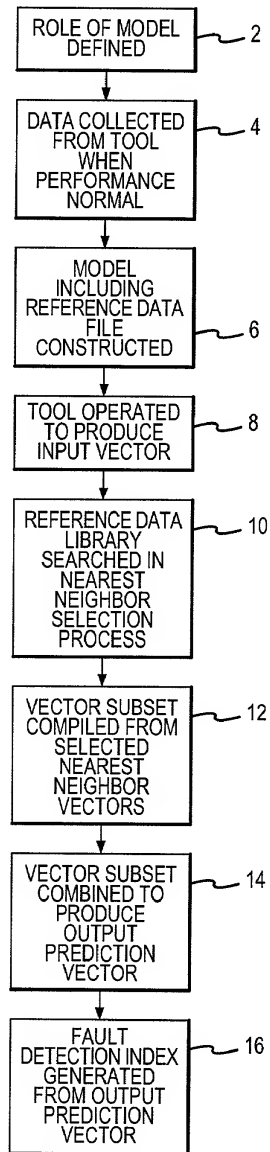 ROLE OF MODEL
DEFINED
2
DATA COLLECTED
FROM TOOL
WHEN
PERFORMANCE
NORMAL
4
MODEL
INCLUDING
REFERENCE DATA
FILE
CONSTRUCTED
6
TOOL OPERATED
TO PRODUCE
INPUT VECTOR
8
REFERENCE DATA
LIBRARY
SEARCHED IN
NEAREST
NEIGHBOR
SELECTION
PROCESS
10
VECTOR SUBSET
COMPILED FROM
SELECTED
NEAREST
NEIGHBOR
VECTORS
12
VECTOR SUBSET
COMBINED TO
PRODUCE
OUTPUT
PREDICTION
VECTOR
14
FAULT
DETECTION INDEX
GENERATED
FROM OUTPUT
PREDICTION
VECTOR
16